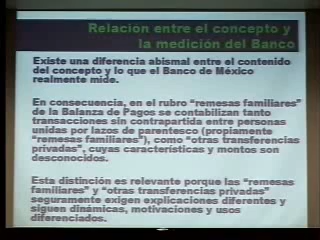 Relacion entre el concepto y
la medición del Banco
Existe una diferencia abismal entre el contenido
del concepto y lo que el Banco de México
realmente mide.
En consecuencia, en el rubro "remesas familiares"
de la Balanza de Pagos se contabilizan tanto
transacciones sin contrapartida entre personas
unidas por lazos de parentesco (propiamente
"remesas familiares"), como "otras transferencias
privadas", cuyas características y montos son
desconocidos.
Esta distinción es relevante porque las "remesas
familiares" y "otras transferencias privadas"
seguramente exigen explicaciones diferentes y
siguen dinámicas, motivaciones y usos
diferenciados.